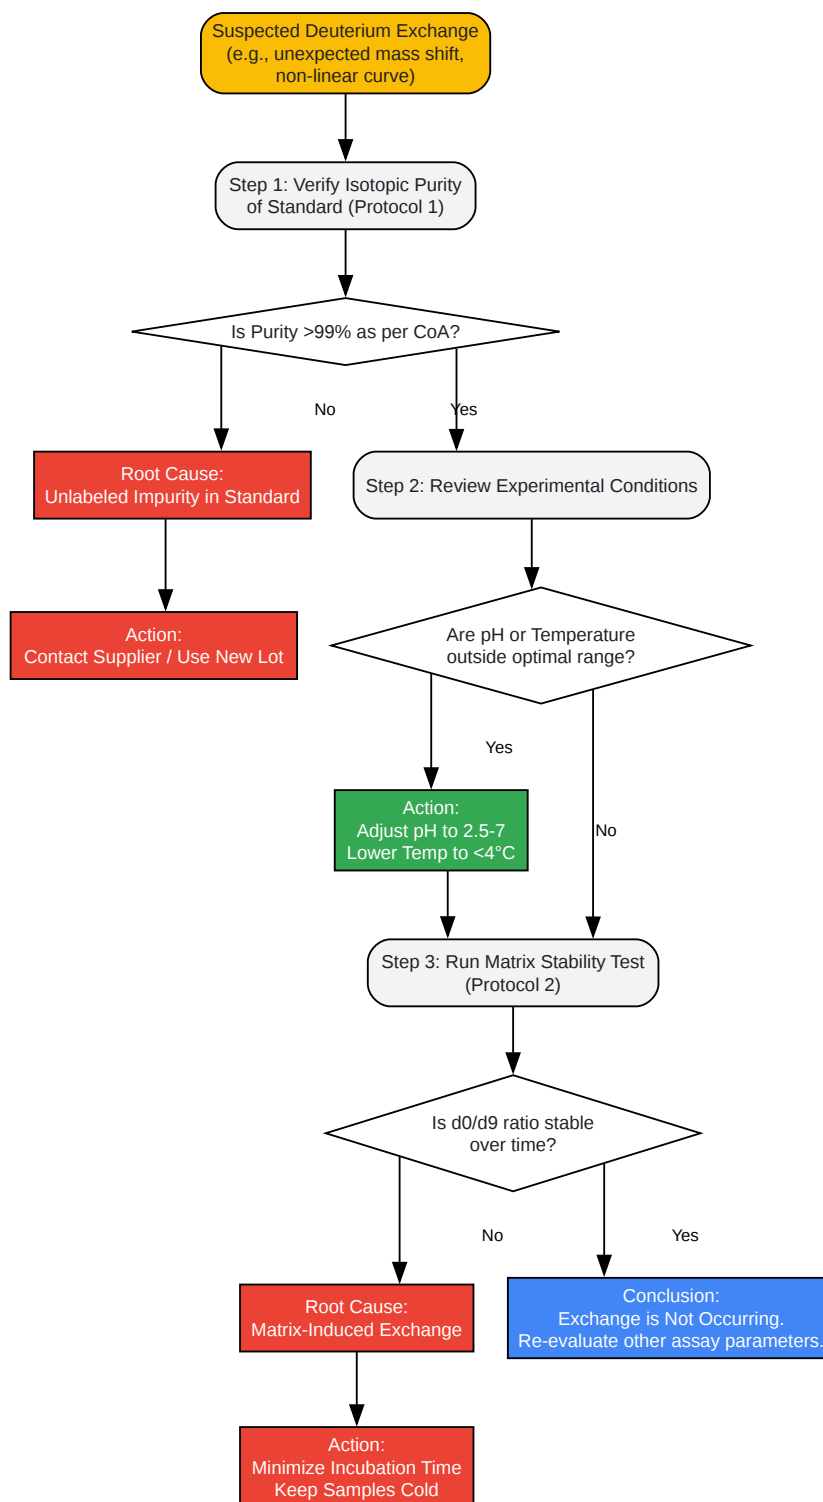 Suspected Deuterium Exchange
(e.g., unexpected mass shift,
non-linear curve)
Step 1: Verify Isotopic Purity
of Standard (Protocol 1)
Is Purity >99% as per CoA?
No
Yes
Root Cause:
Unlabeled Impurity in Standard
Step 2: Review Experimental Conditions
Action:
Contact Supplier / Use New Lot
Are pH or Temperature
outside optimal range?
Yes
No
Action:
Adjust pH to 2.5-7
Lower Temp to <4°C
Step 3: Run Matrix Stability Test
(Protocol 2)
Is d0/d9 ratio stable
over time?
No
Yes
Root Cause:
Matrix-Induced Exchange
Conclusion:
Exchange is Not Occurring.
Re-evaluate other assay parameters.
Action:
Minimize Incubation Time
Keep Samples Cold